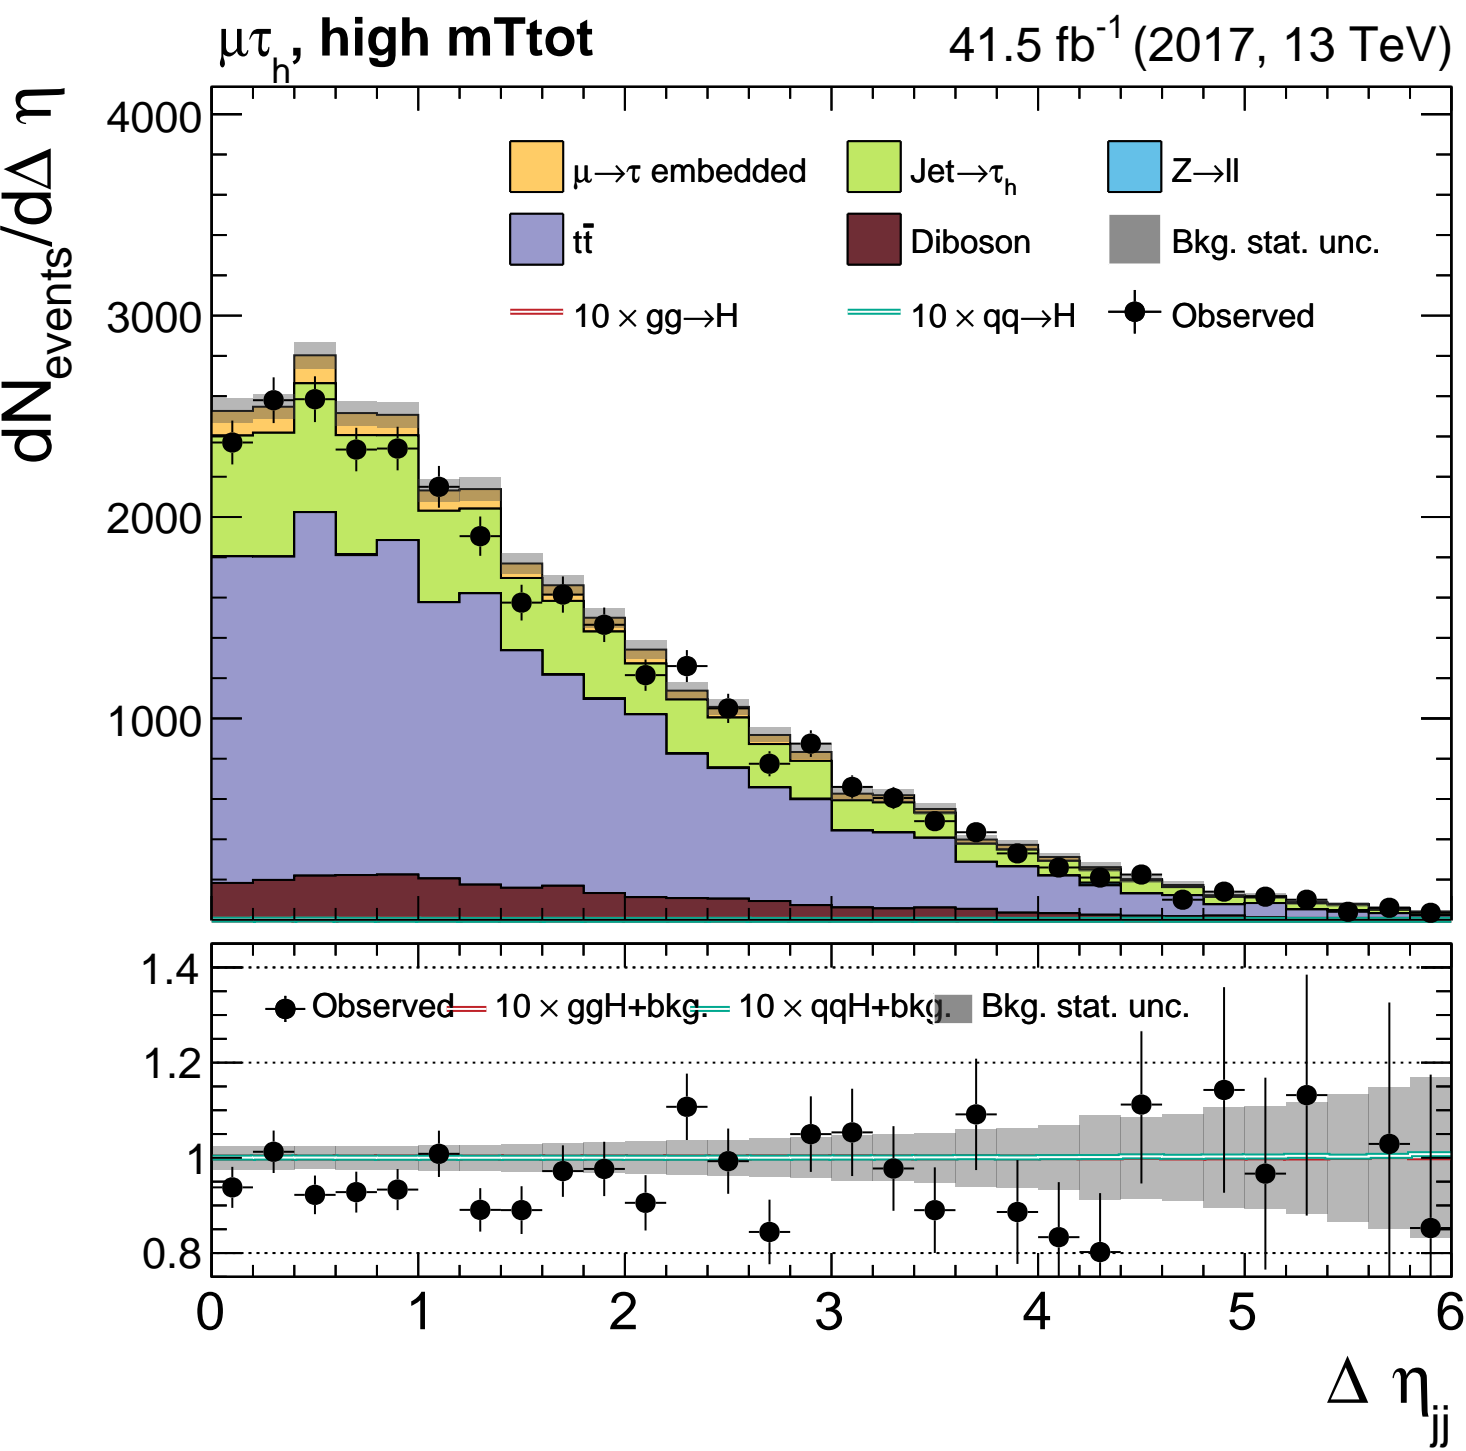 μτh, high mTtot 41.5 fb-1 (2017, 13 TeV)
dNevents/dΔ η
4000
3000
2000
1000
μ→τ embedded Jet→τh Z→ll
tt̄ Diboson Bkg. stat. unc.
10 × gg→H 10 × qq→H Observed
1.4
1.2
1
0.8
Observed 10 × ggH+bkg. 10 × qqH+bkg. Bkg. stat. unc.
0 1 2 3 4 5 6
Δ ηjj